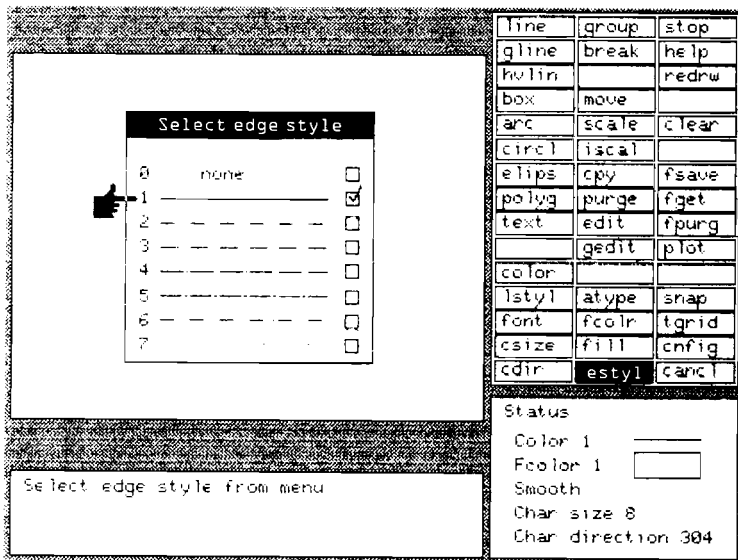 Select edge style
0 none
1
2
3
4
5
6
7
Select edge style from menu
line group stop
gline break help
hvlin redrw
box move
arc scale clear
circl iscal
elips cpy fsave
polyg purge fget
text edit fpurg
gedit plot
color
lstyl atype snap
font fcolr tgrid
csize fill cnfig
cdir estyl cancl
Status
Color 1
Fcolor 1
Smooth
Char size 8
Char direction 304